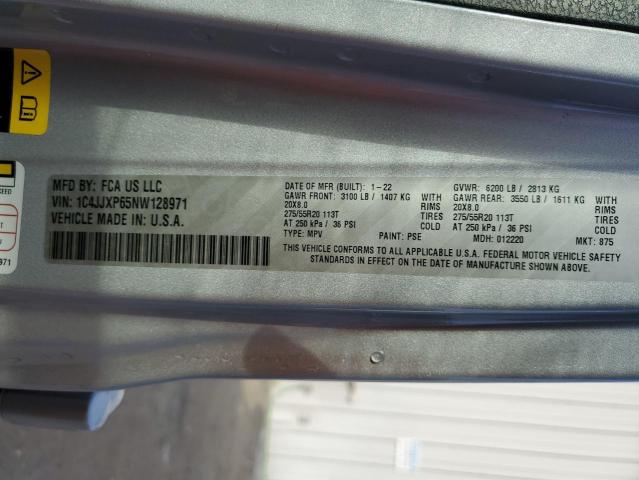 MFD BY: FCA US LLC
VIN: 1C4JJXP65NW128971
VEHICLE MADE IN U.S.A.
DATE OF MFR (BUILT): 1-22
GAWR FRONT: 3100 LB / 1407 KG WITH
20X8.0 RIMS
275/55R20 113T TIRES
AT 250 kPa / 36 PSI COLD
TYPE: MPV PAINT: PSE
GVWR: 6200 LB / 2813 KG
GAWR REAR: 3550 LB / 1611 KG WITH
20X8.0 RIMS
275/55R20 113T TIRES
AT 250 kPa / 36 PSI COLD
MDH: 012220 MKT: 875
THIS VEHICLE CONFORMS TO ALL APPLICABLE U.S.A. FEDERAL MOTOR VEHICLE SAFETY
STANDARDS IN EFFECT ON THE DATE OF MANUFACTURE SHOWN ABOVE.
XCEED
8971